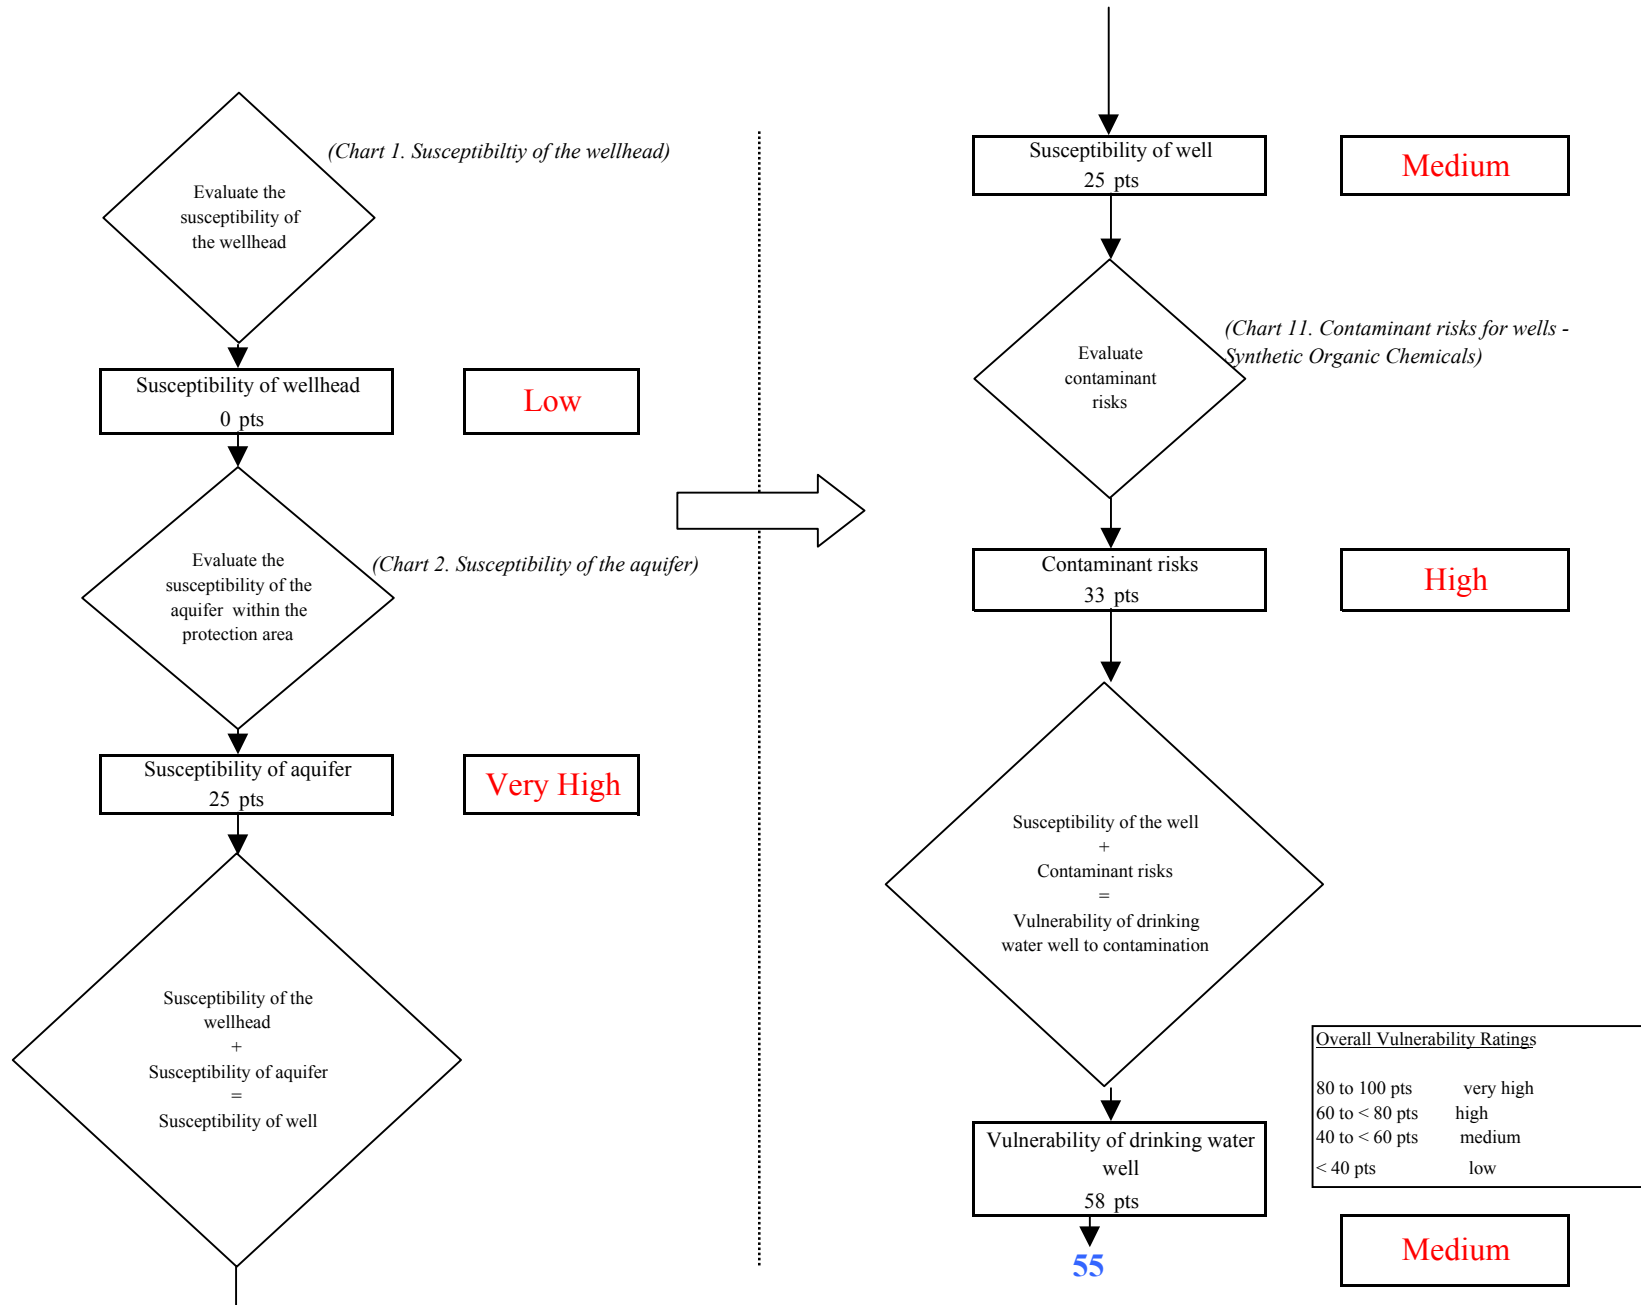 (Chart 1. Susceptibiltiy of the wellhead)
Evaluate the
susceptibility of
the wellhead
Susceptibility of wellhead
0 pts
Low
Evaluate the
susceptibility of the
aquifer within the
protection area
(Chart 2. Susceptibility of the aquifer)
Susceptibility of aquifer
25 pts
Very High
Susceptibility of the
wellhead
+
Susceptibility of aquifer
=
Susceptibility of well
Susceptibility of well
25 pts
Medium
(Chart 11. Contaminant risks for wells -
Synthetic Organic Chemicals)
Evaluate
contaminant
risks
Contaminant risks
33 pts
High
Susceptibility of the well
+
Contaminant risks
=
Vulnerability of drinking
water well to contamination
Overall Vulnerability Ratings
80 to 100 pts very high
60 to < 80 pts high
40 to < 60 pts medium
< 40 pts low
Vulnerability of drinking water
well
58 pts
Medium
55